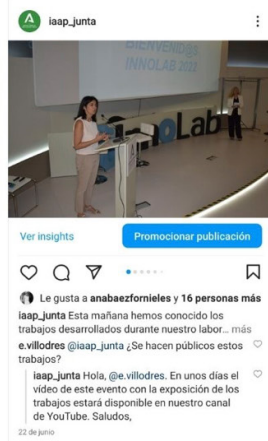 iaap_junta
BIENVENID@S
INNOLAB 2022
InnoLab
Ver insights
Promocionar publicación
Le gusta a anabaezfornieles y 16 personas más
iaap_junta Esta mañana hemos conocido los
trabajos desarrollados durante nuestro labor... más
e.villodres @iaap_junta ¿Se hacen públicos estos
trabajos?
iaap_junta Hola, @e.villodres. En unos días el
vídeo de este evento con la exposición de los
trabajos estará disponible en nuestro canal
de YouTube. Saludos,
22 de junio